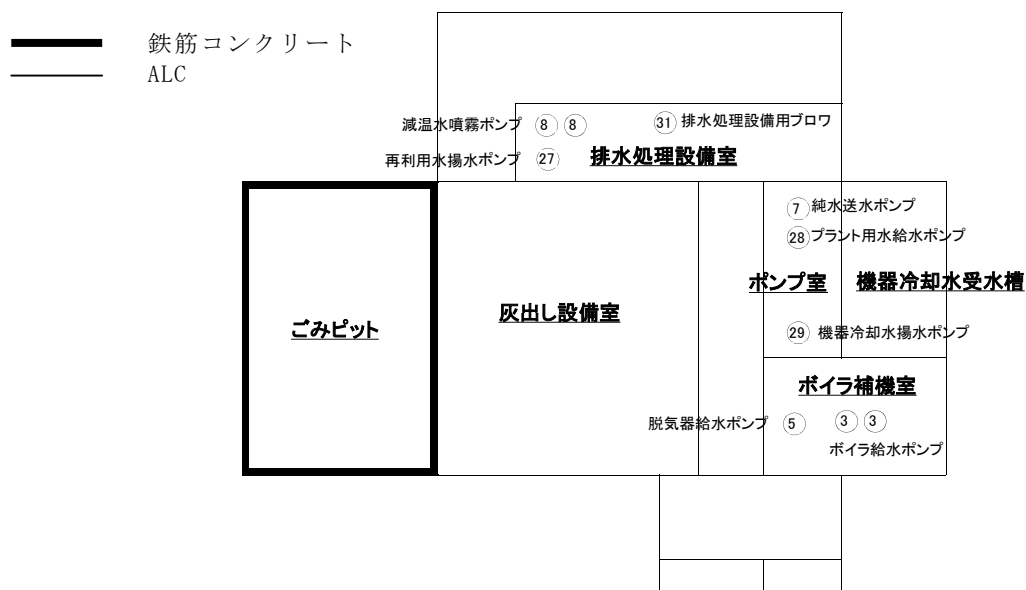 鉄筋コンクリート
ALC
減温水噴霧ポンプ 8 8
31 排水処理設備用ブロワ
再利用水揚水ポンプ 27
排水処理設備室
7 純水送水ポンプ
28 プラント用水給水ポンプ
ポンプ室
機器冷却水受水槽
灰出し設備室
ごみピット
29 機器冷却水揚水ポンプ
ボイラ補機室
脱気器給水ポンプ 5
3 3
ボイラ給水ポンプ